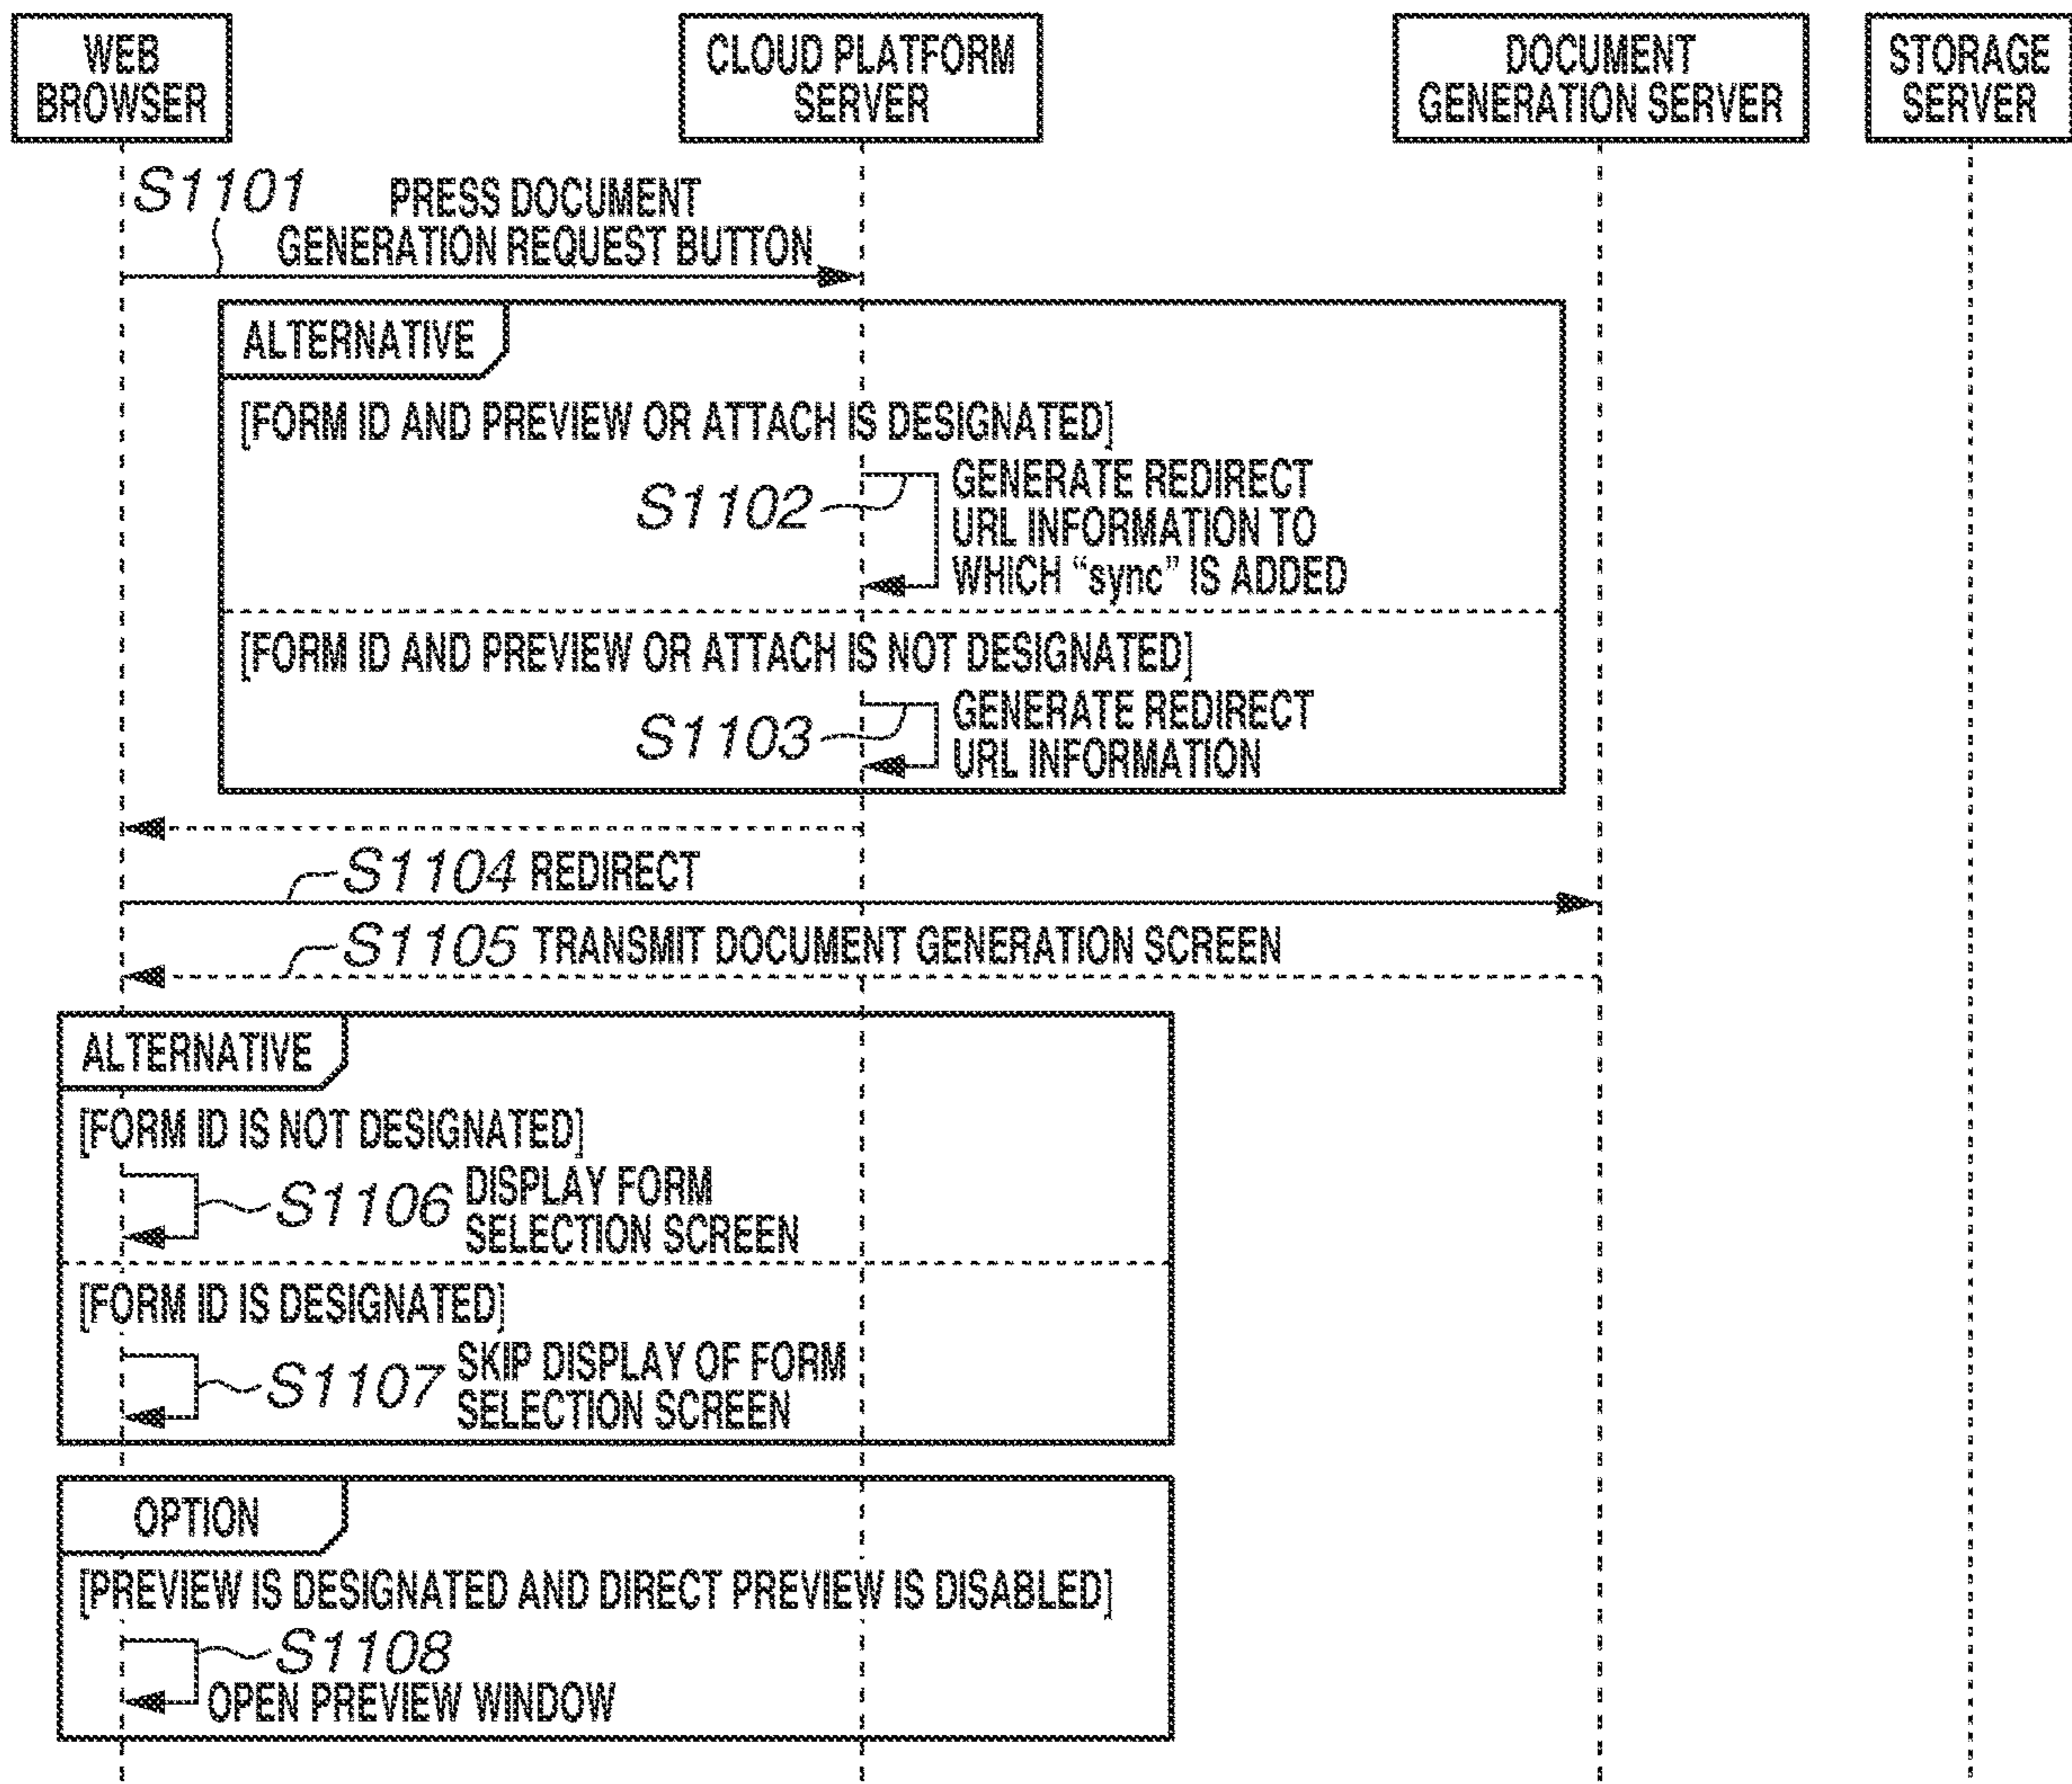 WEB
BROWSER
CLOUD PLATFORM
SERVER
DOCUMENT
GENERATION SERVER
STORAGE
SERVER
S1101
PRESS DOCUMENT
GENERATION REQUEST BUTTON
ALTERNATIVE
[FORM ID AND PREVIEW OR ATTACH IS DESIGNATED]
S1102
GENERATE REDIRECT
URL INFORMATION TO
WHICH “sync” IS ADDED
[FORM ID AND PREVIEW OR ATTACH IS NOT DESIGNATED]
S1103
GENERATE REDIRECT
URL INFORMATION
S1104 REDIRECT
S1105 TRANSMIT DOCUMENT GENERATION SCREEN
ALTERNATIVE
[FORM ID IS NOT DESIGNATED]
S1106
DISPLAY FORM
SELECTION SCREEN
[FORM ID IS DESIGNATED]
S1107
SKIP DISPLAY OF FORM
SELECTION SCREEN
OPTION
[PREVIEW IS DESIGNATED AND DIRECT PREVIEW IS DISABLED]
S1108
OPEN PREVIEW WINDOW